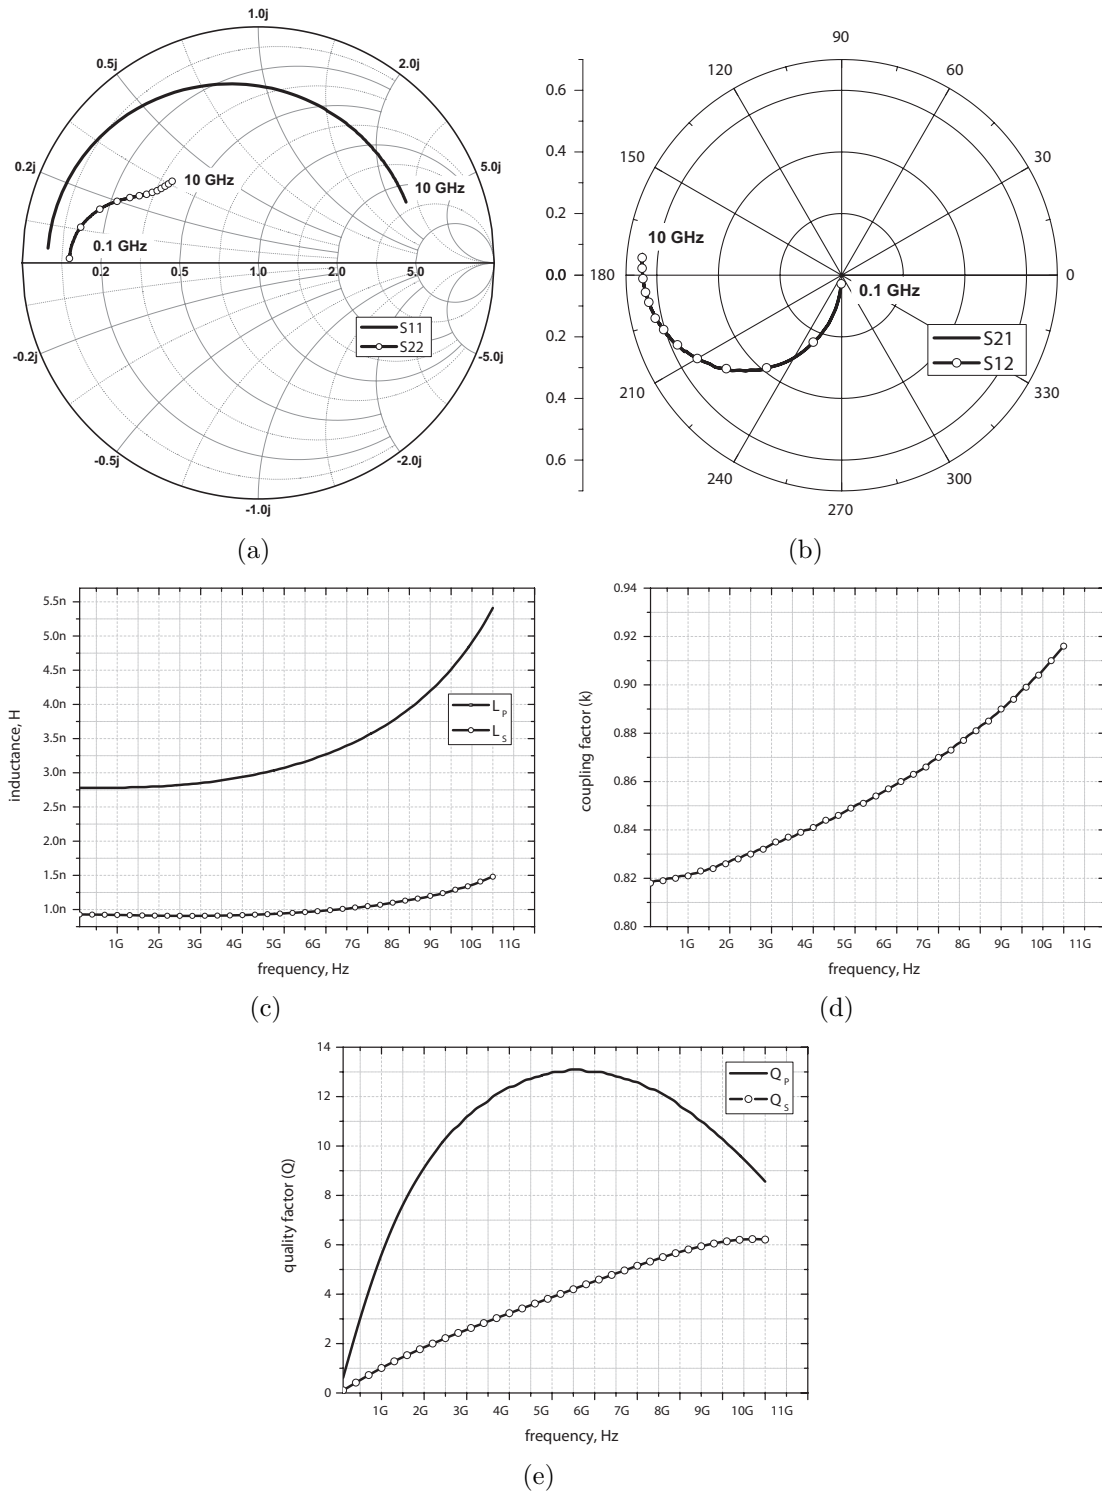 1.0j
0.5j
2.0j
0.2j
5.0j
10 GHz
10 GHz
0.1 GHz
0.2
0.5
1.0
2.0
5.0
S11
S22
-0.2j
-5.0j
-0.5j
-2.0j
-1.0j
(a)
90
120
60
0.6
0.4
150
30
0.2
10 GHz
0.0
180
0
0.1 GHz
0.2
S21
S12
0.4
210
330
0.6
240
300
270
(b)
5.5n
5.0n
4.5n
4.0n
3.5n
3.0n
2.5n
2.0n
1.5n
1.0n
inductance, H
L P
L S
1G 2G 3G 4G 5G 6G 7G 8G 9G 10G 11G
frequency, Hz
(c)
0.94
0.92
0.90
0.88
0.86
0.84
0.82
0.80
coupling factor (k)
1G 2G 3G 4G 5G 6G 7G 8G 9G 10G 11G
frequency, Hz
(d)
14
12
10
8
6
4
2
0
quality factor (Q)
Q P
Q S
1G 2G 3G 4G 5G 6G 7G 8G 9G 10G 11G
frequency, Hz
(e)